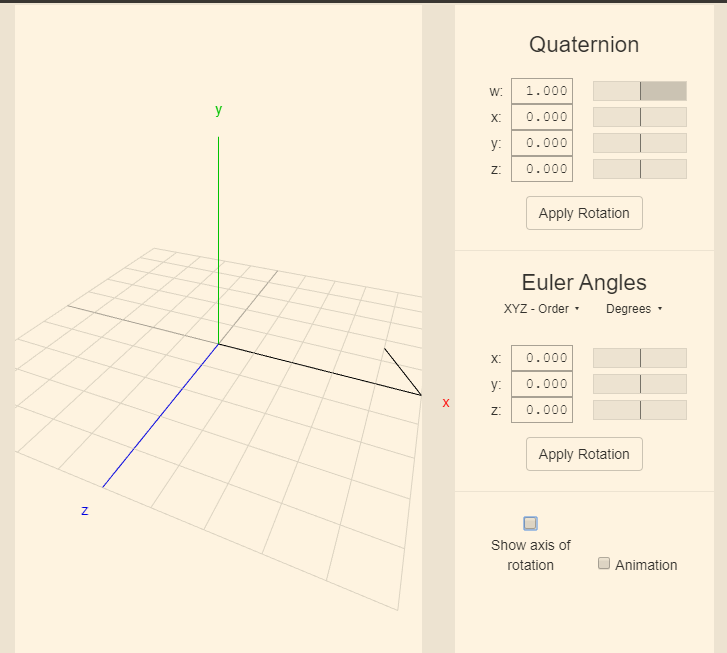 y
x
z
Quaternion
w: 1.000
x: 0.000
y: 0.000
z: 0.000
Apply Rotation
Euler Angles
XYZ - Order ▾ Degrees ▾
x: 0.000
y: 0.000
z: 0.000
Apply Rotation
Show axis of
rotation
Animation